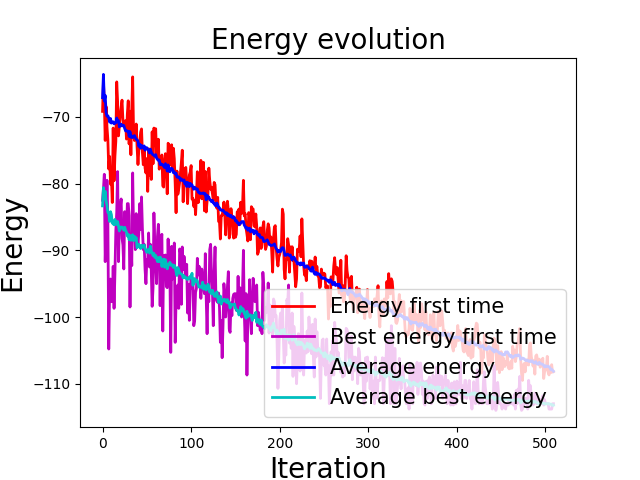 Energy evolution
−70
−80
−90
−100
−110
Energy
Energy first time
Best energy first time
Average energy
Average best energy
0 100 200 300 400 500
Iteration